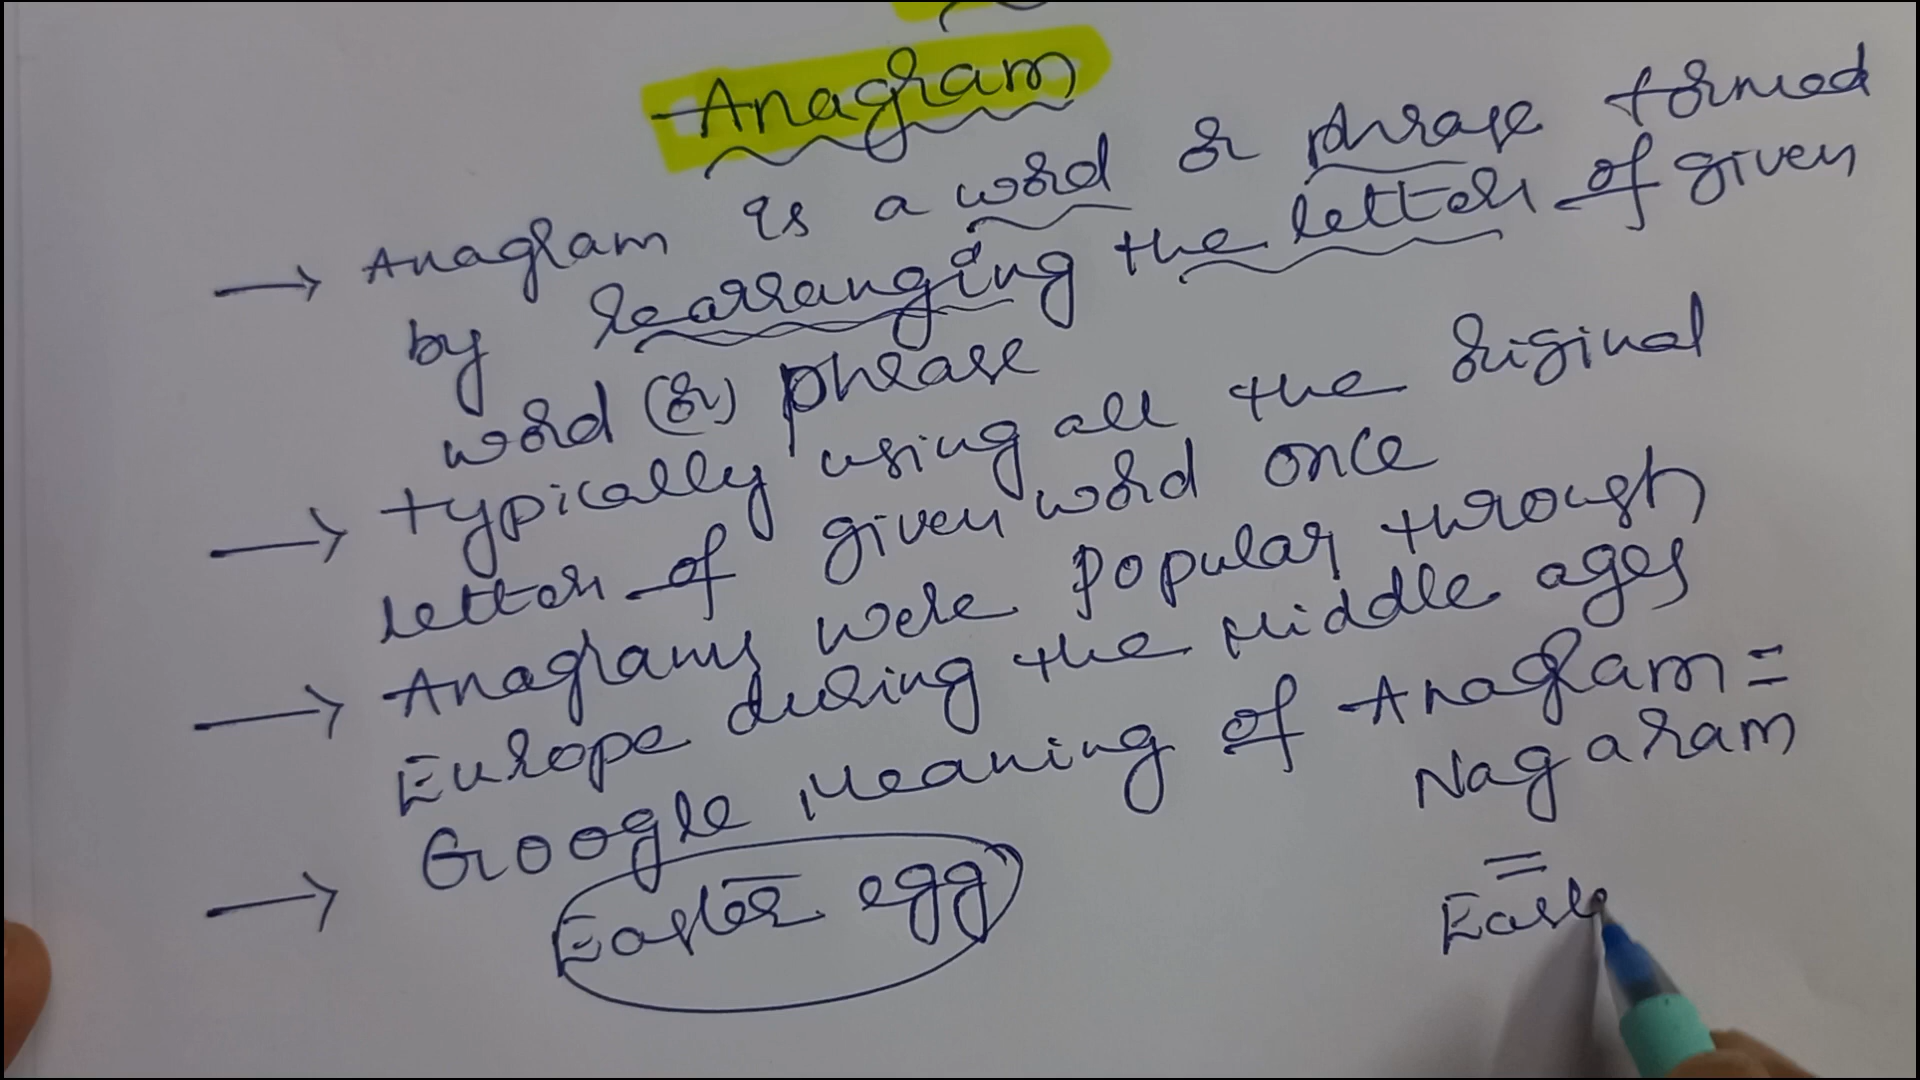 Anagram
→ Anagram is a word or phrase formed
by rearranging the letters of given
word (or) phrase
→ typically using all the original
letters of given word once
→ Anagrams were popular through
Europe during the Middle ages
→ Google Meaning of Anagram =
Nagaram
Easter egg
=
Easte